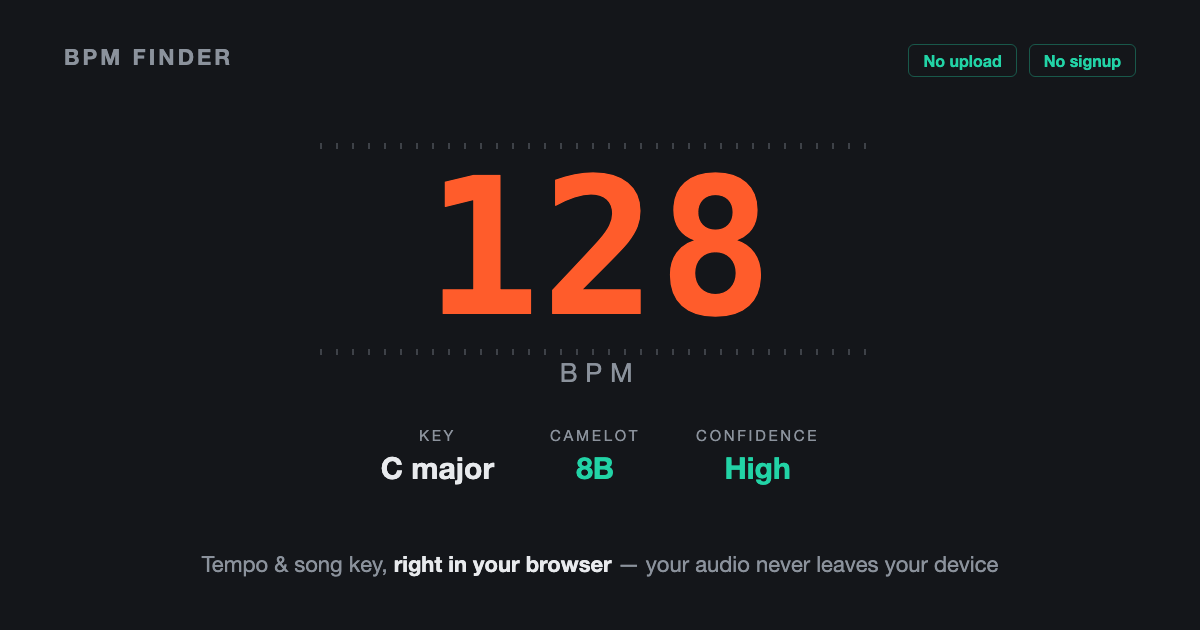 BPM FINDER
No upload
No signup
128
BPM
KEY
C major
CAMELOT
8B
CONFIDENCE
High
Tempo & song key, right in your browser — your audio never leaves your device